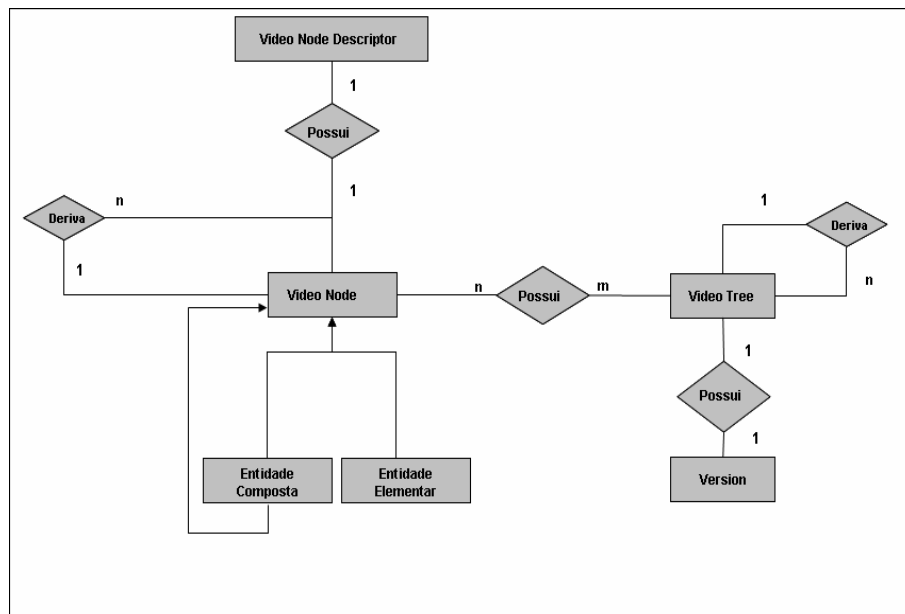 Video Node Descriptor
1
Possui
1
n
Deriva
1
1
Deriva
n
Video Node
n
Possui
m
Video Tree
1
Possui
1
Entidade
Composta
Entidade
Elementar
Version